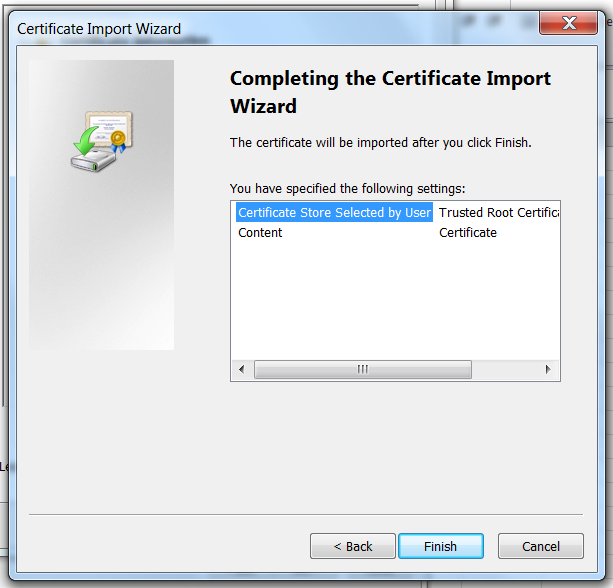 Certificate Import Wizard
Completing the Certificate Import
Wizard
The certificate will be imported after you click Finish.
You have specified the following settings:
Certificate Store Selected by User Trusted Root Certifica
Content Certificate
< Back Finish Cancel